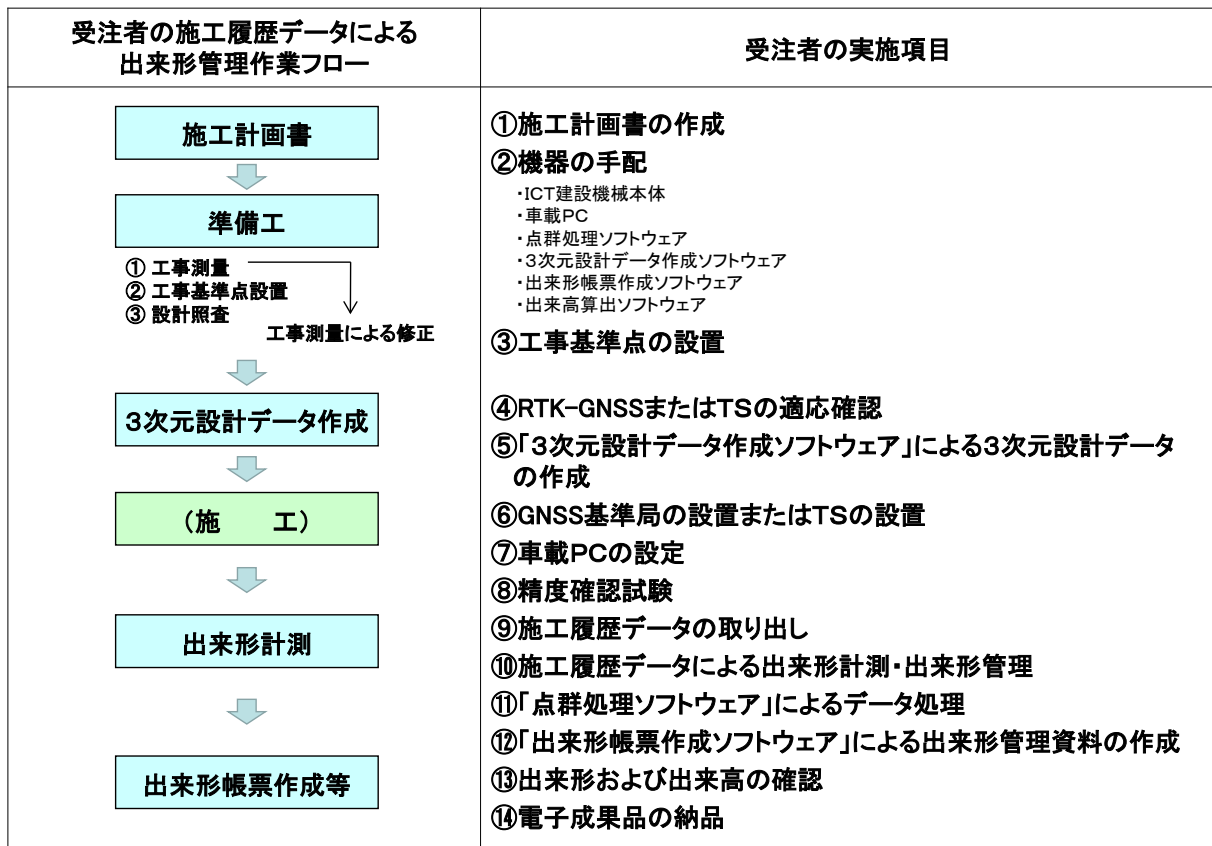 受注者の施工履歴データによる
出来形管理作業フロー
受注者の実施項目
施工計画書
準備工
① 工事測量
② 工事基準点設置
③ 設計照査
工事測量による修正
3次元設計データ作成
(施　　工)
出来形計測
出来形帳票作成等
①施工計画書の作成
②機器の手配
・ICT建設機械本体
・車載PC
・点群処理ソフトウェア
・3次元設計データ作成ソフトウェア
・出来形帳票作成ソフトウェア
・出来高算出ソフトウェア
③工事基準点の設置
④RTK-GNSSまたはTSの適応確認
⑤「3次元設計データ作成ソフトウェア」による3次元設計データ
の作成
⑥GNSS基準局の設置またはTSの設置
⑦車載PCの設定
⑧精度確認試験
⑨施工履歴データの取り出し
⑩施工履歴データによる出来形計測・出来形管理
⑪「点群処理ソフトウェア」によるデータ処理
⑫「出来形帳票作成ソフトウェア」による出来形管理資料の作成
⑬出来形および出来高の確認
⑭電子成果品の納品